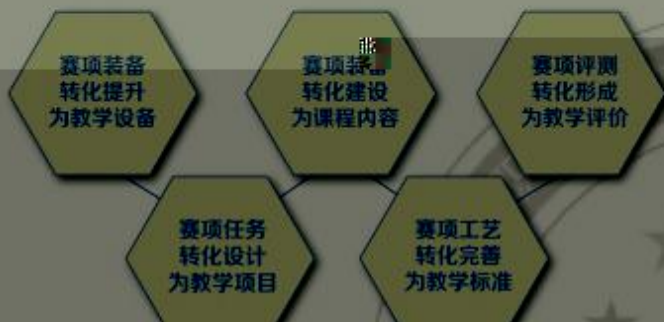 赛项装备
转化提升
为教学设备
赛项装备
转化建设
为课程内容
赛项评测
转化形成
为教学评价
赛项任务
转化设计
为教学项目
赛项工艺
转化完善
为教学标准